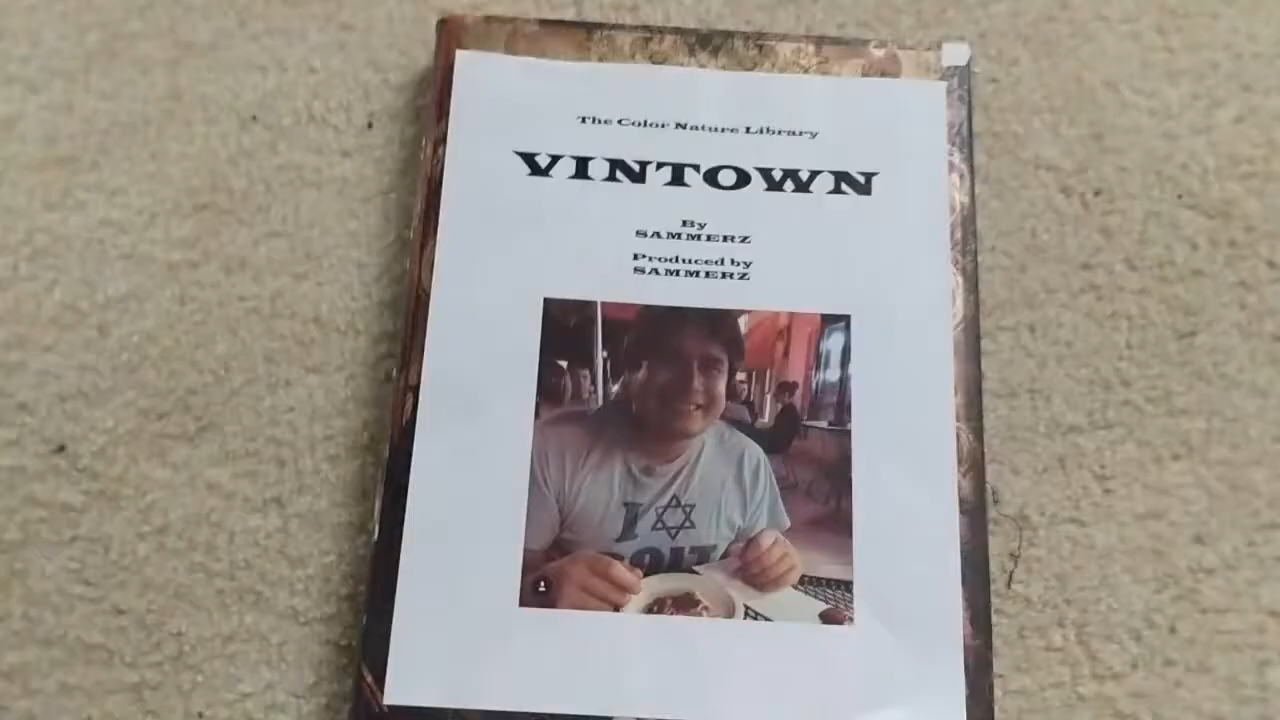 The Color Nature Library
VINTOWN
By
SAMMERZ
Produced by
SAMMERZ
I ✡